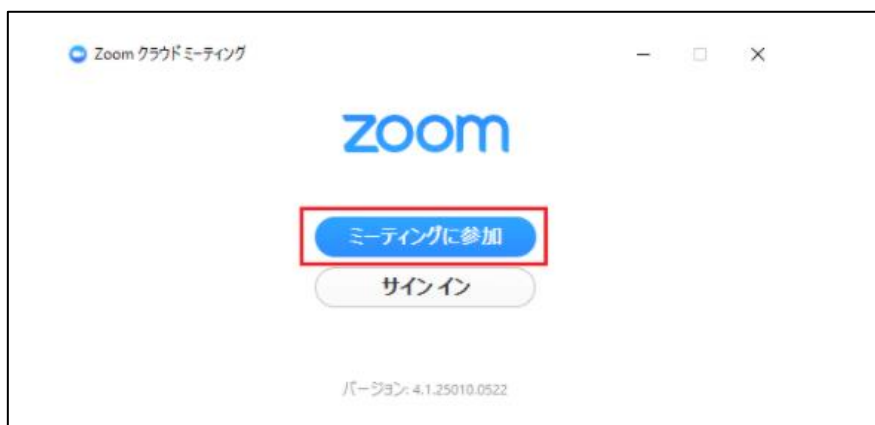 Zoom クラウドミーティング
zoom
ミーティングに参加
サインイン
バージョン: 4.1.25010.0522